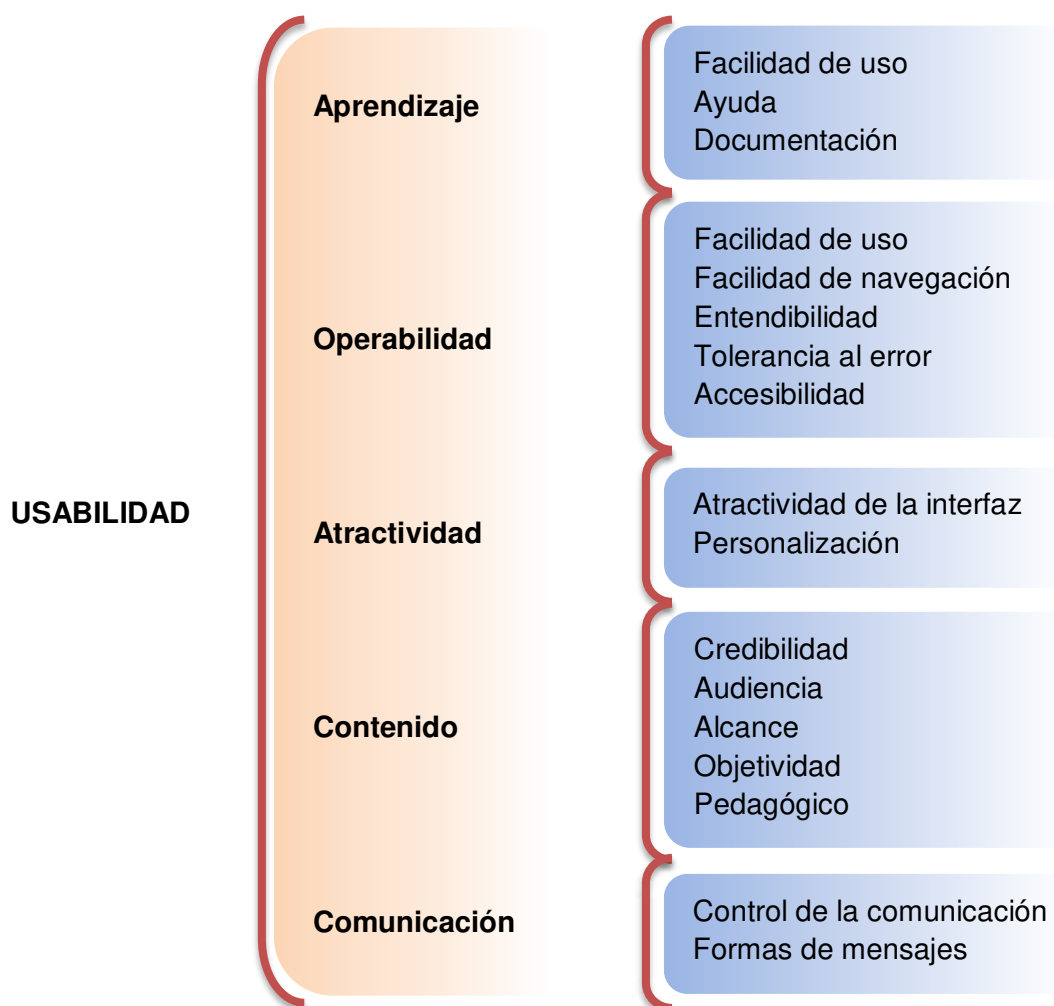 USABILIDAD
Aprendizaje
Facilidad de uso
Ayuda
Documentación
Operabilidad
Facilidad de uso
Facilidad de navegación
Entendibilidad
Tolerancia al error
Accesibilidad
Atractividad
Atractividad de la interfaz
Personalización
Contenido
Credibilidad
Audiencia
Alcance
Objetividad
Pedagógico
Comunicación
Control de la comunicación
Formas de mensajes